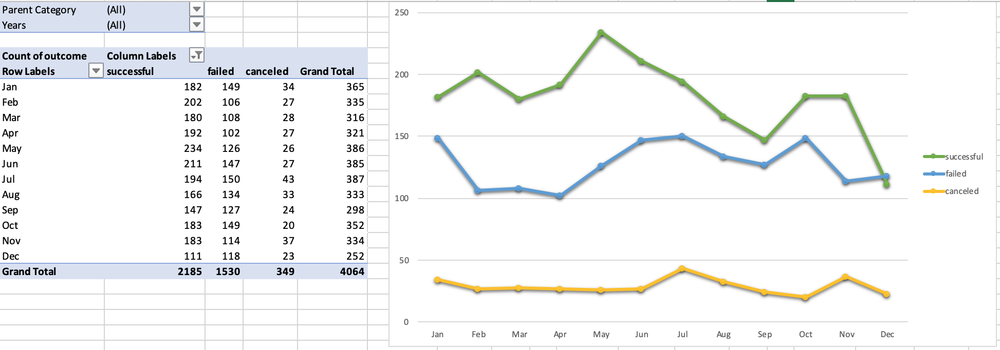 Parent Category (All)
Years (All)
Count of outcome Column Labels
Row Labels successful failed canceled Grand Total
Jan 182 149 34 365
Feb 202 106 27 335
Mar 180 108 28 316
Apr 192 102 27 321
May 234 126 26 386
Jun 211 147 27 385
Jul 194 150 43 387
Aug 166 134 33 333
Sep 147 127 24 298
Oct 183 149 20 352
Nov 183 114 37 334
Dec 111 118 23 252
Grand Total 2185 1530 349 4064
250
200
150
100
50
0
Jan Feb Mar Apr May Jun Jul Aug Sep Oct Nov Dec
successful
failed
canceled